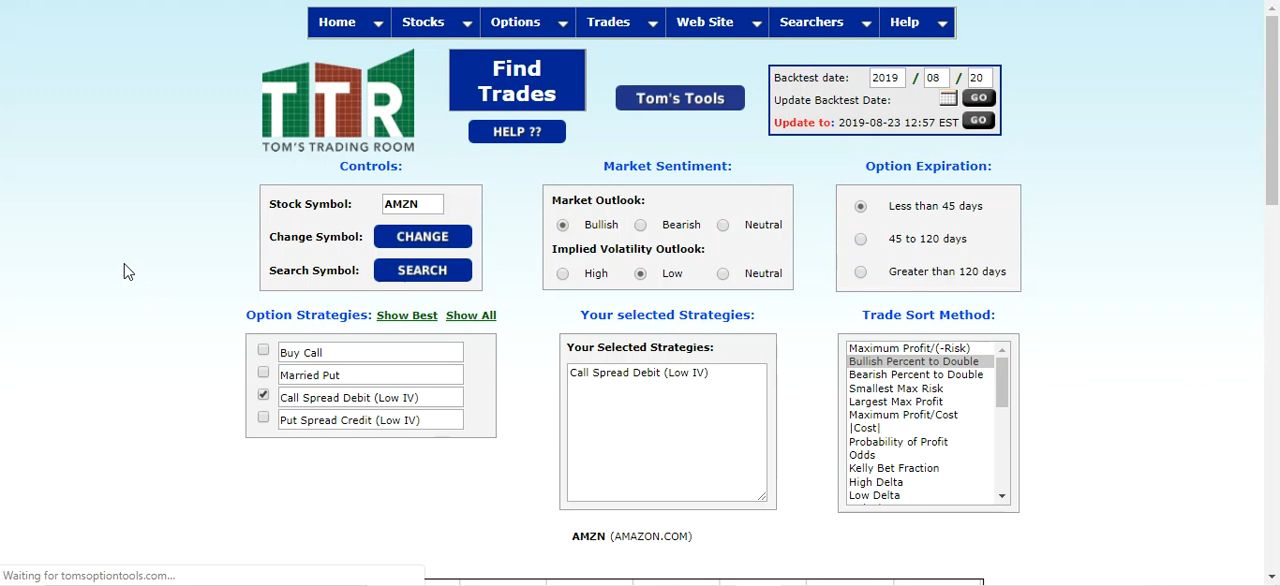 Home Stocks Options Trades Web Site Searchers Help
TTR
TOM'S TRADING ROOM
Find
Trades
HELP ??
Tom's Tools
Backtest date: 2019 / 08 / 20
Update Backtest Date: GO
Update to: 2019-08-23 12:57 EST GO
Controls:
Stock Symbol: AMZN
Change Symbol: CHANGE
Search Symbol: SEARCH
Market Sentiment:
Market Outlook:
Bullish Bearish Neutral
Implied Volatility Outlook:
High Low Neutral
Option Expiration:
Less than 45 days
45 to 120 days
Greater than 120 days
Option Strategies: Show Best Show All
Buy Call
Married Put
Call Spread Debit (Low IV)
Put Spread Credit (Low IV)
Your selected Strategies:
Your Selected Strategies:
Call Spread Debit (Low IV)
Trade Sort Method:
Maximum Profit/(-Risk)
Bullish Percent to Double
Bearish Percent to Double
Smallest Max Risk
Largest Max Profit
Maximum Profit/Cost
|Cost|
Probability of Profit
Odds
Kelly Bet Fraction
High Delta
Low Delta
AMZN (AMAZON.COM)
Waiting for tomsoptiontools.com...